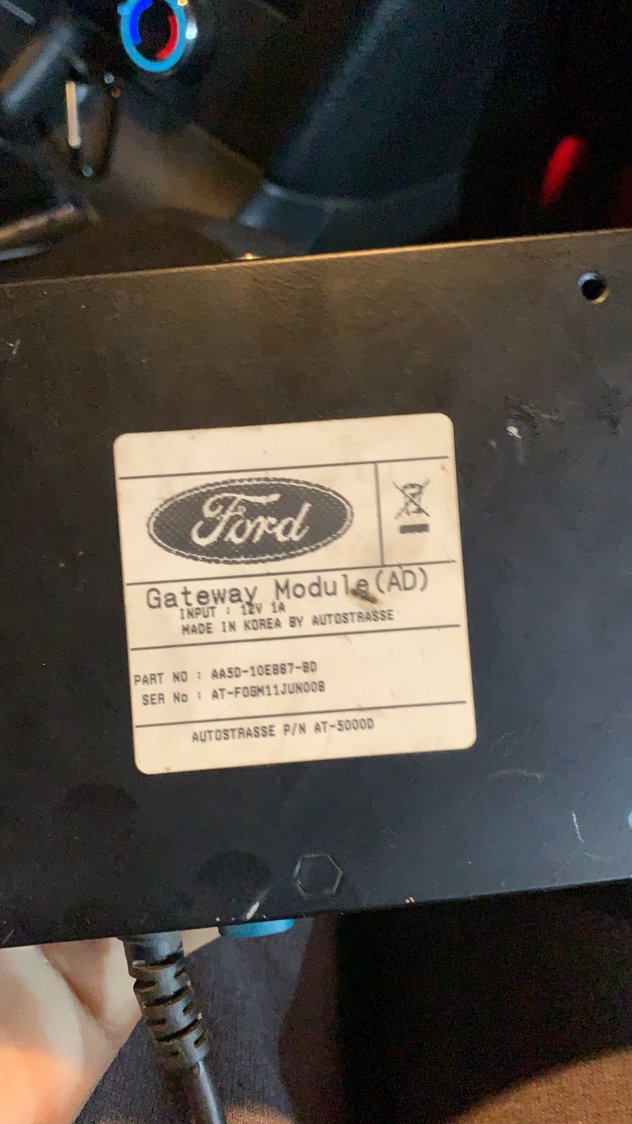 Ford
Gateway Module(AD)
INPUT : 12V 1A
MADE IN KOREA BY AUTOSTRASSE
PART NO : AA5D-10E887-BD
SER No : AT-FOGM11JUN008
AUTOSTRASSE P/N AT-5000D